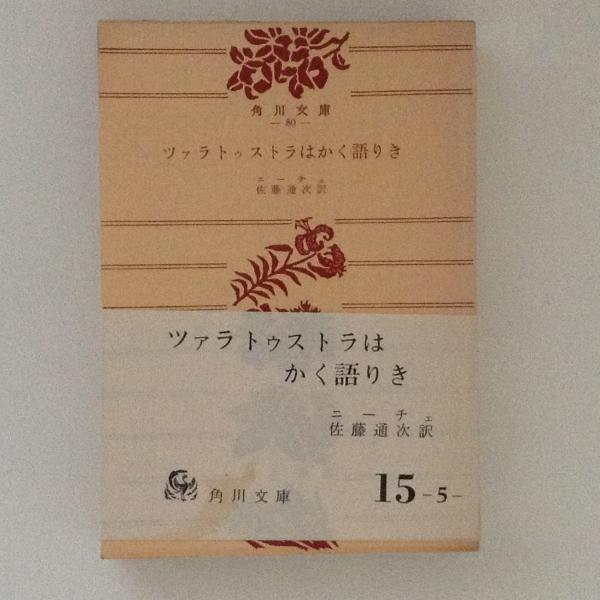 角川文庫
—80—
ツァラトゥストラはかく語りき
ニーチェ
佐藤通次訳
ツァラトゥストラは
かく語りき
ニーチェ
佐藤通次訳
角川文庫
15-5-